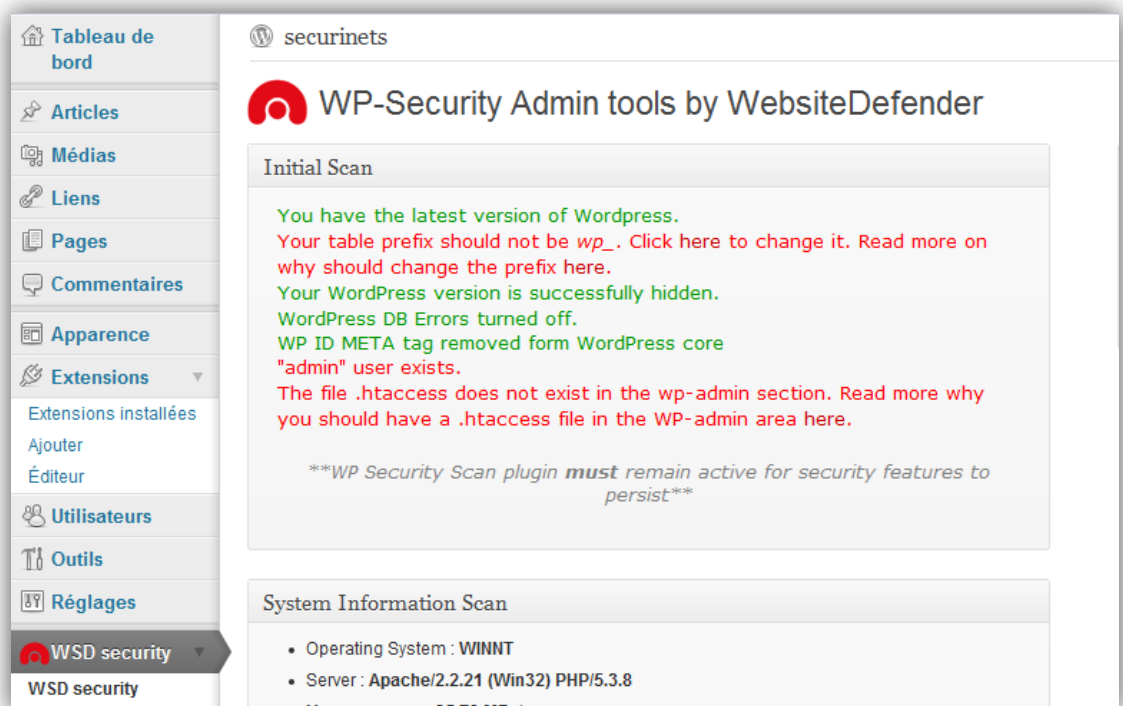 Tableau de
bord
Articles
Médias
Liens
Pages
Commentaires
Apparence
Extensions
Extensions installées
Ajouter
Éditeur
Utilisateurs
Outils
Réglages
WSD security
WSD security
securinets
WP-Security Admin tools by WebsiteDefender
Initial Scan
You have the latest version of Wordpress.
Your table prefix should not be wp_. Click here to change it. Read more on
why should change the prefix here.
Your WordPress version is successfully hidden.
WordPress DB Errors turned off.
WP ID META tag removed form WordPress core
"admin" user exists.
The file .htaccess does not exist in the wp-admin section. Read more why
you should have a .htaccess file in the WP-admin area here.
**WP Security Scan plugin must remain active for security features to
persist**
System Information Scan
• Operating System : WINNT
• Server : Apache/2.2.21 (Win32) PHP/5.3.8